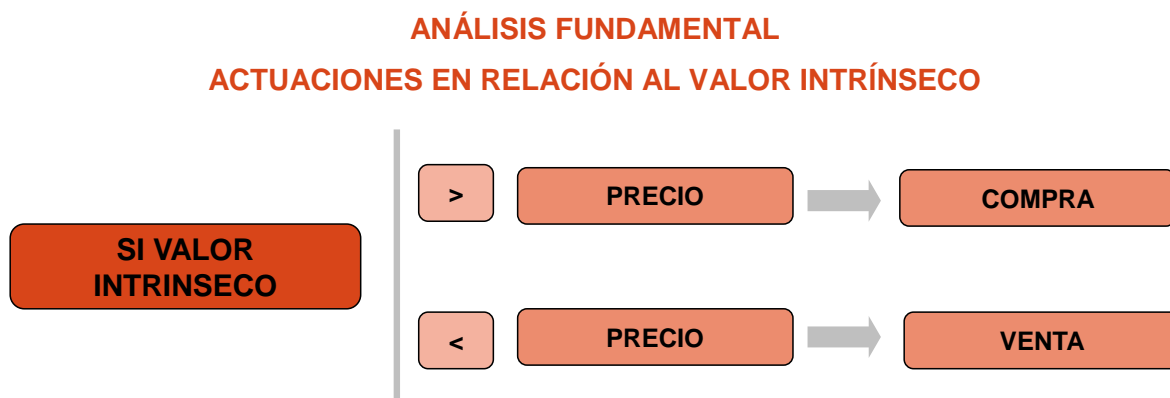 ANÁLISIS FUNDAMENTAL
ACTUACIONES EN RELACIÓN AL VALOR INTRÍNSECO
SI VALOR
INTRINSECO
> PRECIO COMPRA
< PRECIO VENTA